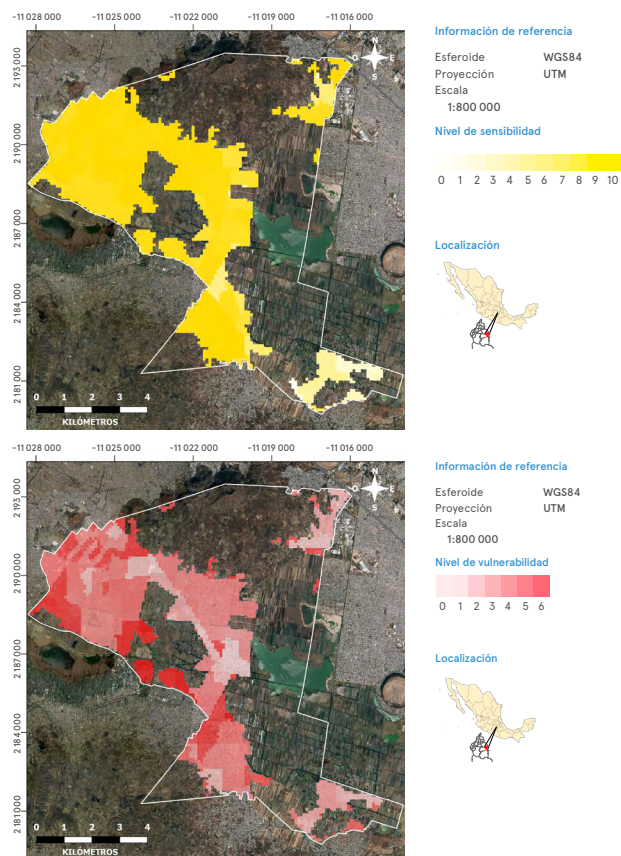 −11 028 000 −11 025 000 −11 022 000 −11 019 000 −11 016 000
2 193 000
2 190 000
2 187 000
2 184 000
2 181 000
N
O E
S
0 1 2 3 4
KILÓMETROS
Información de referencia
Esferoide WGS84
Proyección UTM
Escala
1:800 000
Nivel de sensibilidad
0 1 2 3 4 5 6 7 8 9 10
Localización
−11 028 000 −11 025 000 −11 022 000 −11 019 000 −11 016 000
2 193 000
2 190 000
2 187 000
2 184 000
2 181 000
N
O E
S
0 1 2 3 4
KILÓMETROS
Información de referencia
Esferoide WGS84
Proyección UTM
Escala
1:800 000
Nivel de vulnerabilidad
0 1 2 3 4 5 6
Localización